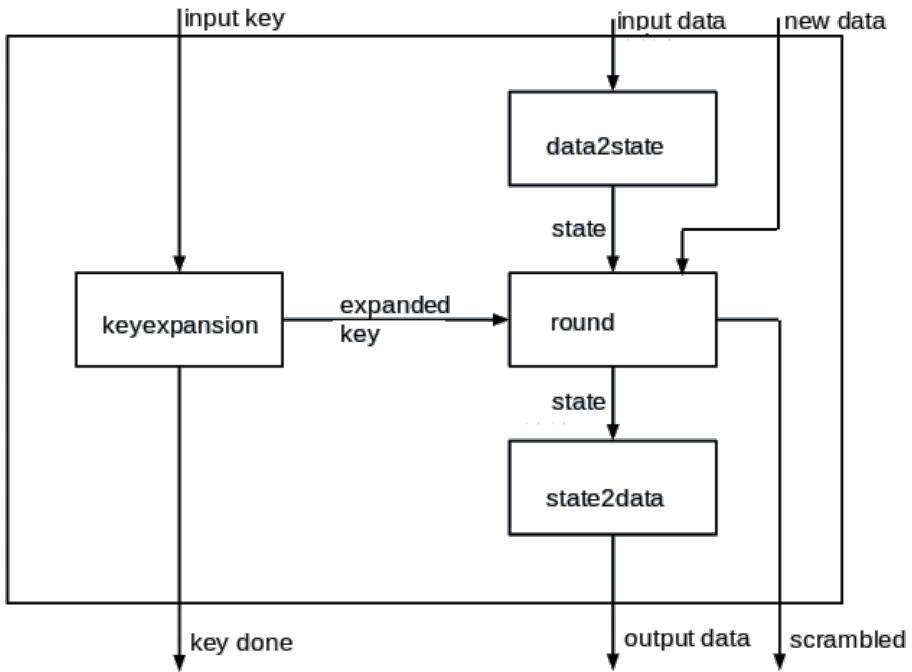 input key
input data
new data
data2state
state
expanded
key
keyexpansion
round
state
state2data
key done
output data
scrambled